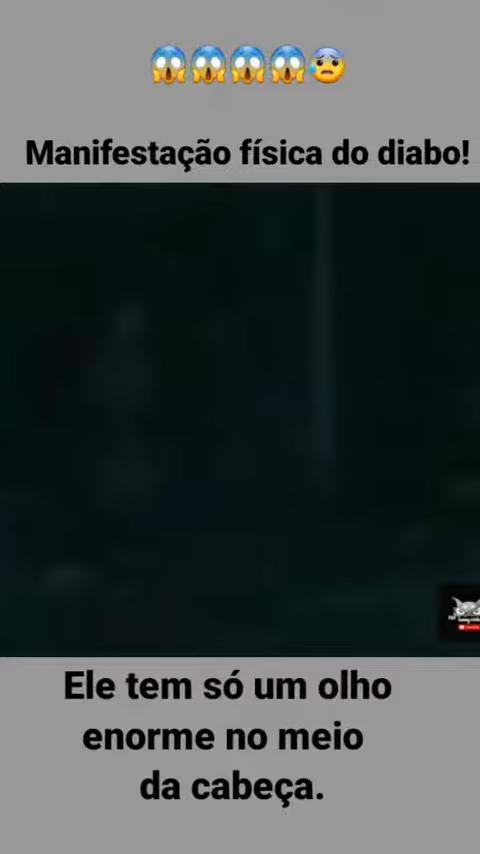 😱😱😱😱😰
Manifestação física do diabo!
Ele tem só um olho
enorme no meio
da cabeça.